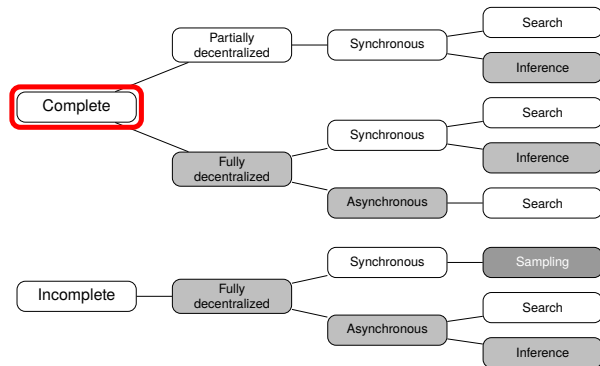 Partially
decentralized
Synchronous
Search
Inference
Complete
Search
Synchronous
Fully
decentralized
Inference
Asynchronous
Search
Synchronous
Sampling
Incomplete
Fully
decentralized
Search
Asynchronous
Inference